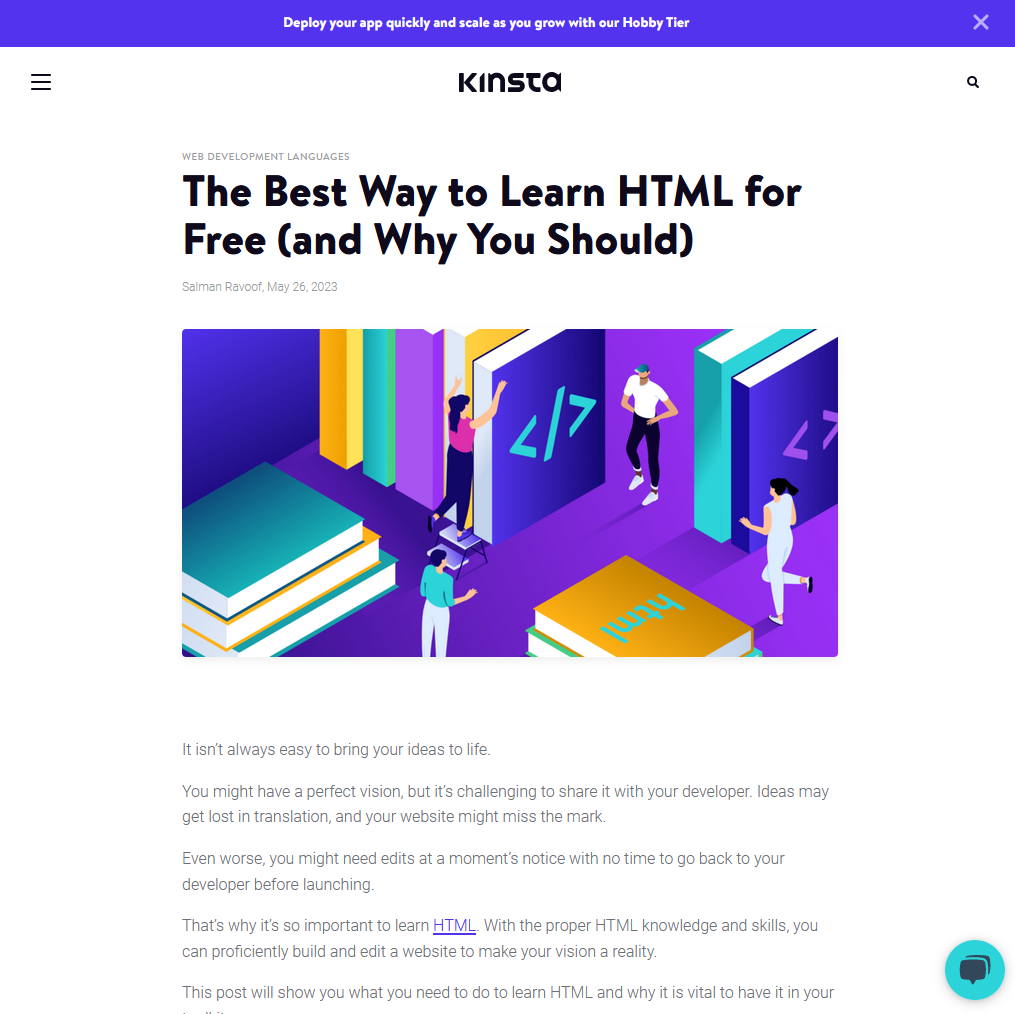 Deploy your app quickly and scale as you grow with our Hobby Tier
KINSTA
WEB DEVELOPMENT LANGUAGES
The Best Way to Learn HTML for
Free (and Why You Should)
Salman Ravoof, May 26, 2023
</>
</>
html
It isn’t always easy to bring your ideas to life.
You might have a perfect vision, but it’s challenging to share it with your developer. Ideas may
get lost in translation, and your website might miss the mark.
Even worse, you might need edits at a moment’s notice with no time to go back to your
developer before launching.
That’s why it’s so important to learn HTML. With the proper HTML knowledge and skills, you
can proficiently build and edit a website to make your vision a reality.
This post will show you what you need to do to learn HTML and why it is vital to have it in your